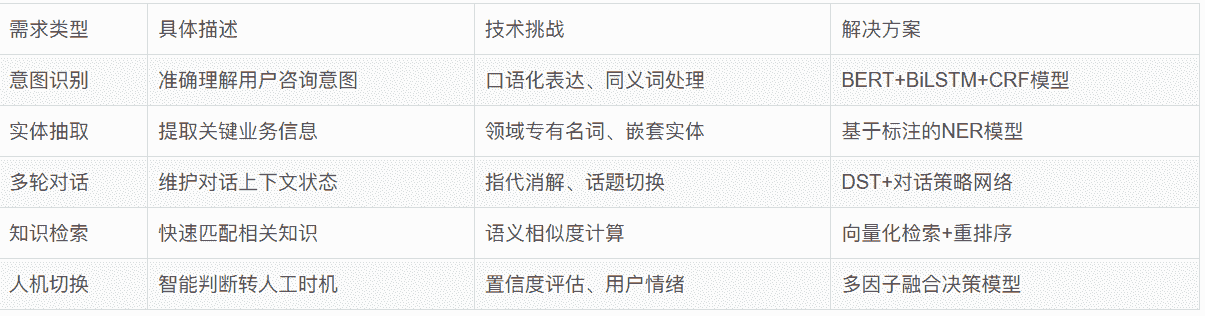 需求类型 具体描述 技术挑战 解决方案
意图识别 准确理解用户咨询意图 口语化表达、同义词处理 BERT+BiLSTM+CRF模型
实体抽取 提取关键业务信息 领域专有名词、嵌套实体 基于标注的NER模型
多轮对话 维护对话上下文状态 指代消解、话题切换 DST+对话策略网络
知识检索 快速匹配相关知识 语义相似度计算 向量化检索+重排序
人机切换 智能判断转人工时机 置信度评估、用户情绪 多因子融合决策模型